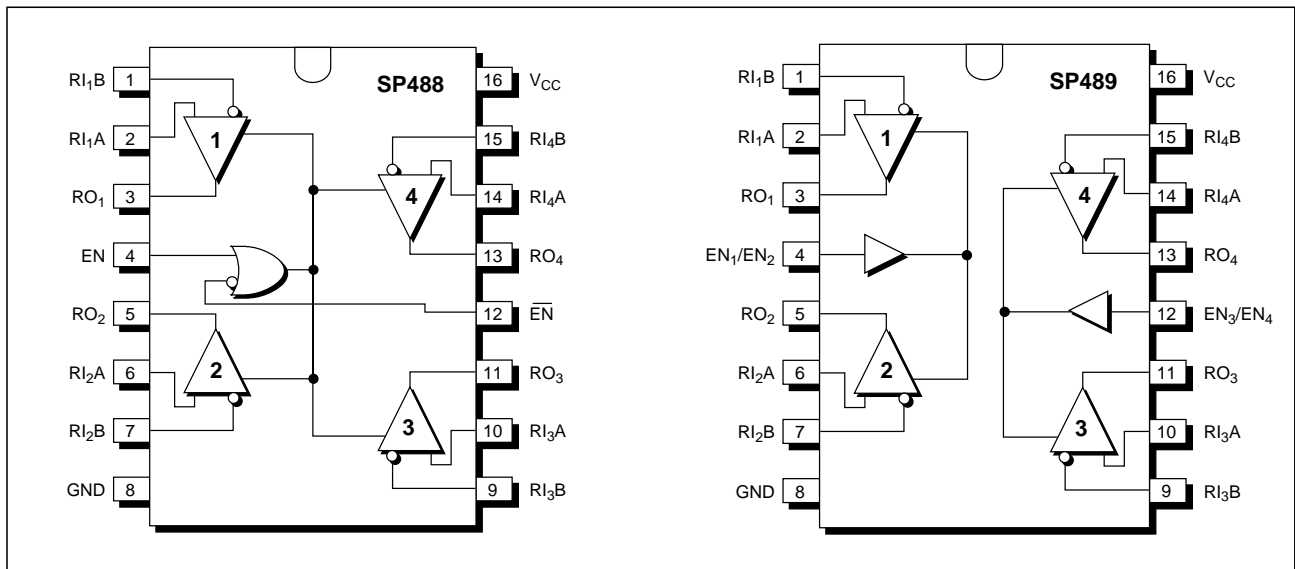 SP488
RI₁B 1
RI₁A 2
RO₁ 3
EN 4
RO₂ 5
RI₂A 6
RI₂B 7
GND 8
16 V_CC
15 RI₄B
14 RI₄A
13 RO₄
12 E̅N̅
11 RO₃
10 RI₃A
9 RI₃B
1
2
4
3
SP489
RI₁B 1
RI₁A 2
RO₁ 3
EN₁/EN₂ 4
RO₂ 5
RI₂A 6
RI₂B 7
GND 8
16 V_CC
15 RI₄B
14 RI₄A
13 RO₄
12 EN₃/EN₄
11 RO₃
10 RI₃A
9 RI₃B
1
2
4
3